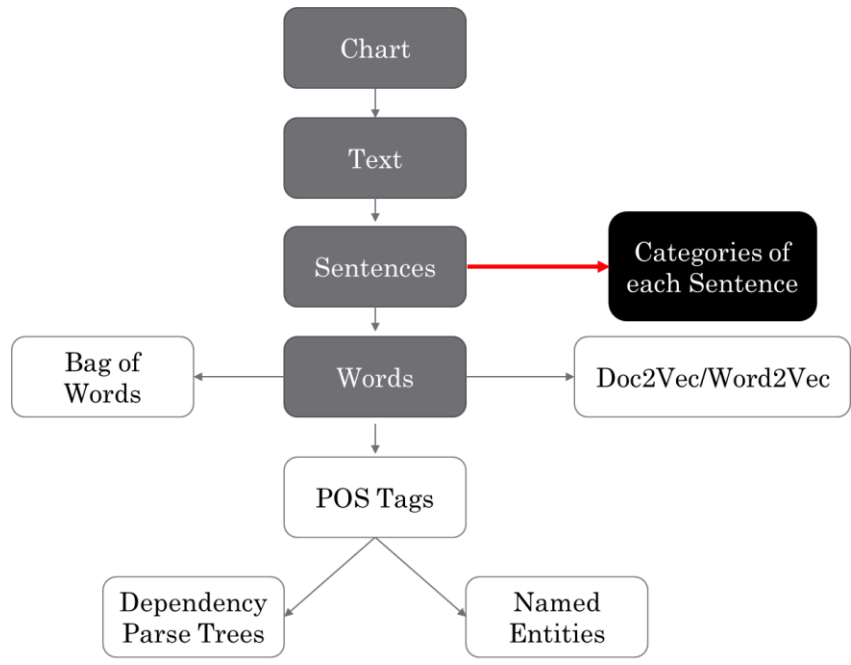 Chart
Text
Sentences
Categories of
each Sentence
Bag of
Words
Words
Doc2Vec/Word2Vec
POS Tags
Dependency
Parse Trees
Named
Entities